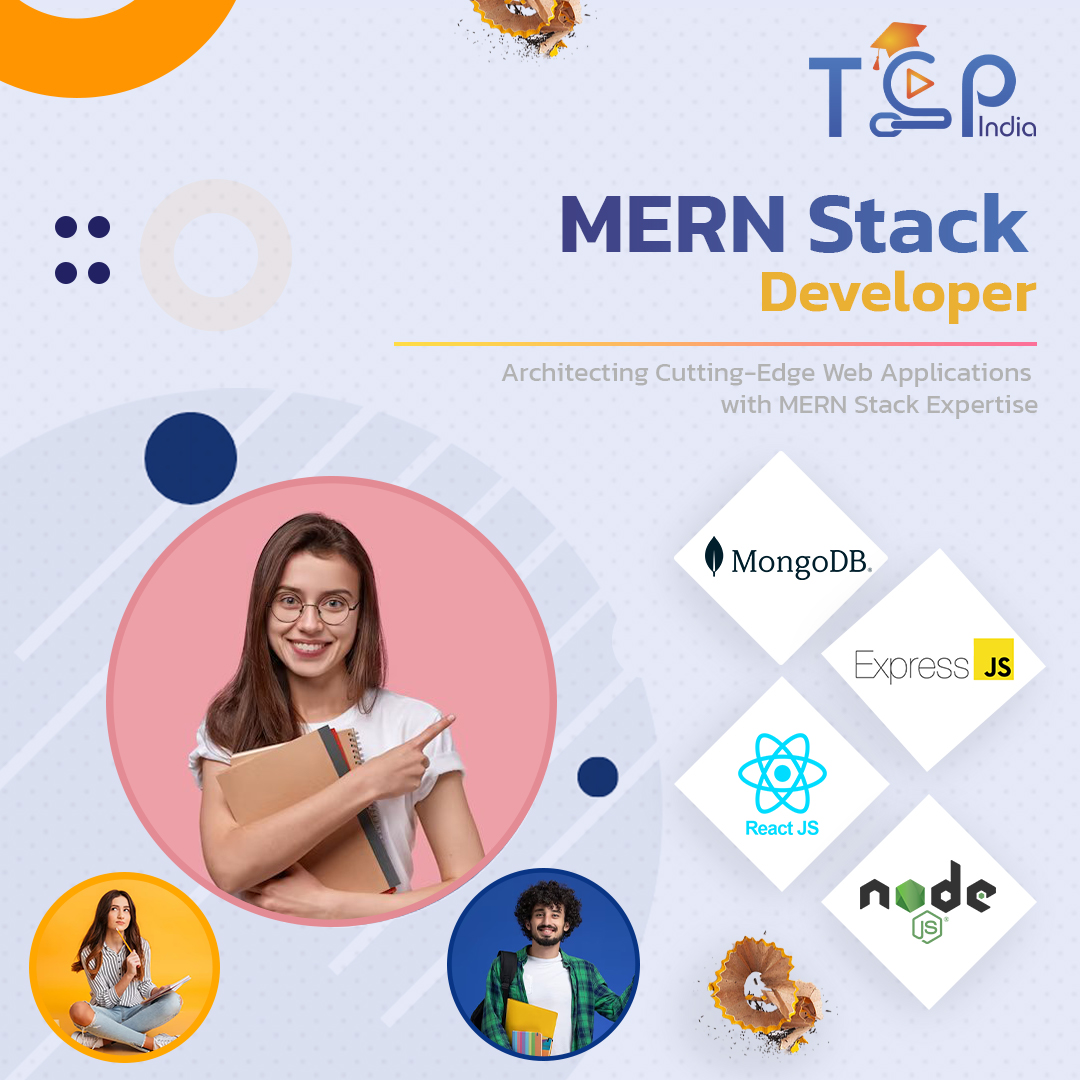 TCP
India
MERN Stack
Developer
Architecting Cutting-Edge Web Applications
with MERN Stack Expertise
MongoDB®
Express JS
React JS
node
JS®